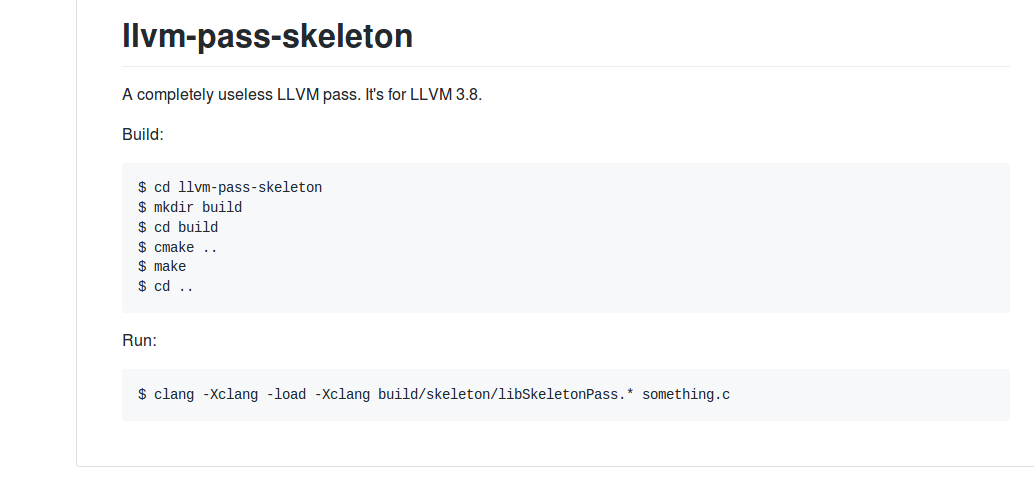 llvm-pass-skeleton
A completely useless LLVM pass. It's for LLVM 3.8.
Build:
$ cd llvm-pass-skeleton
$ mkdir build
$ cd build
$ cmake ..
$ make
$ cd ..
Run:
$ clang -Xclang -load -Xclang build/skeleton/libSkeletonPass.* something.c